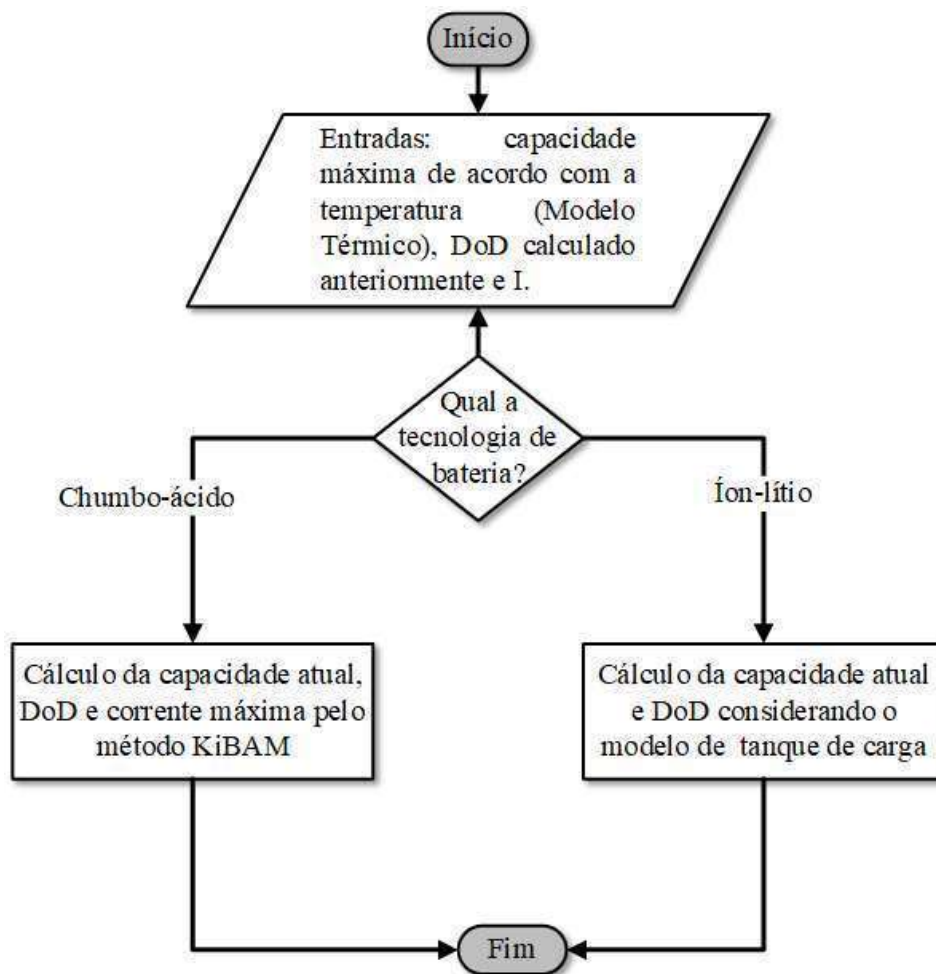 Início
Entradas: capacidade
máxima de acordo com a
temperatura (Modelo
Térmico), DoD calculado
anteriormente e I.
Qual a
tecnologia de
bateria?
Chumbo-ácido
Íon-lítio
Cálculo da capacidade atual,
DoD e corrente máxima pelo
método KiBAM
Cálculo da capacidade atual
e DoD considerando o
modelo de tanque de carga
Fim